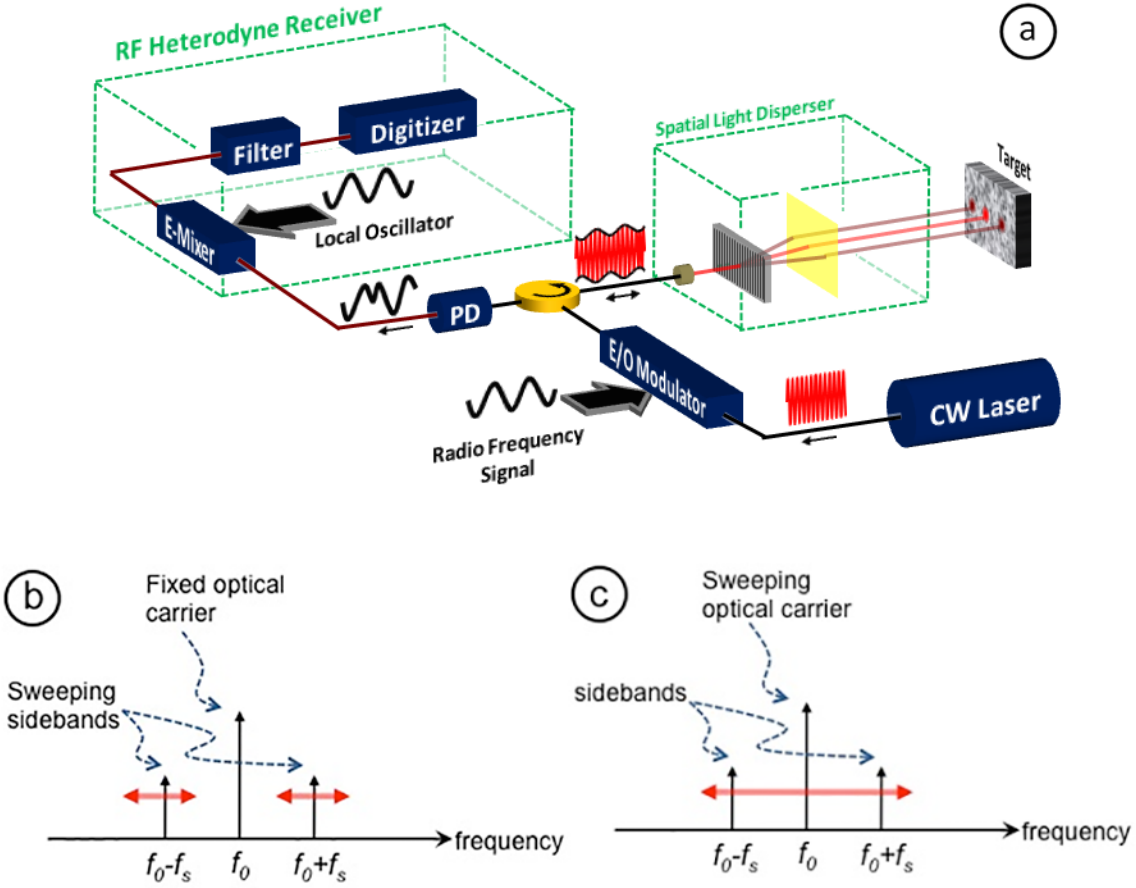 a
RF Heterodyne Receiver
Spatial Light Disperser
Target
Digitizer
Filter
E-Mixer
Local Oscillator
PD
E/O Modulator
CW Laser
Radio Frequency
Signal
b
Fixed optical
carrier
Sweeping
sidebands
frequency
f0-fs
f0
f0+fs
c
Sweeping
optical carrier
sidebands
frequency
f0-fs
f0
f0+fs